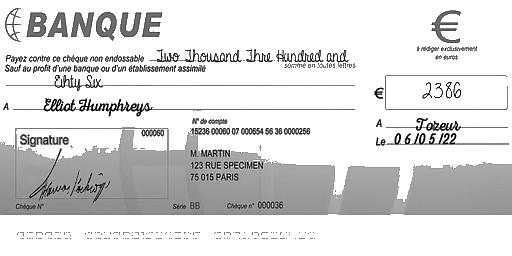 BANQUE
€
à rédiger exclusivement
en euros
Payez contre ce chèque non endossable Two Thousand Thre Hundred and
somme en toutes lettres
Sauf au profit d'une banque ou d'un établissement assimilé
Eihty Six
€ 2386
A Elliot Humphreys
N° de compte
15236 00060 07 000654 56 36 0000256
A Tozeur
Le 06/05/22
Signature
000060
M. MARTIN
123 RUE SPECIMEN
75 015 PARIS
Chèque N°
Série BB
Chèque n° 000036